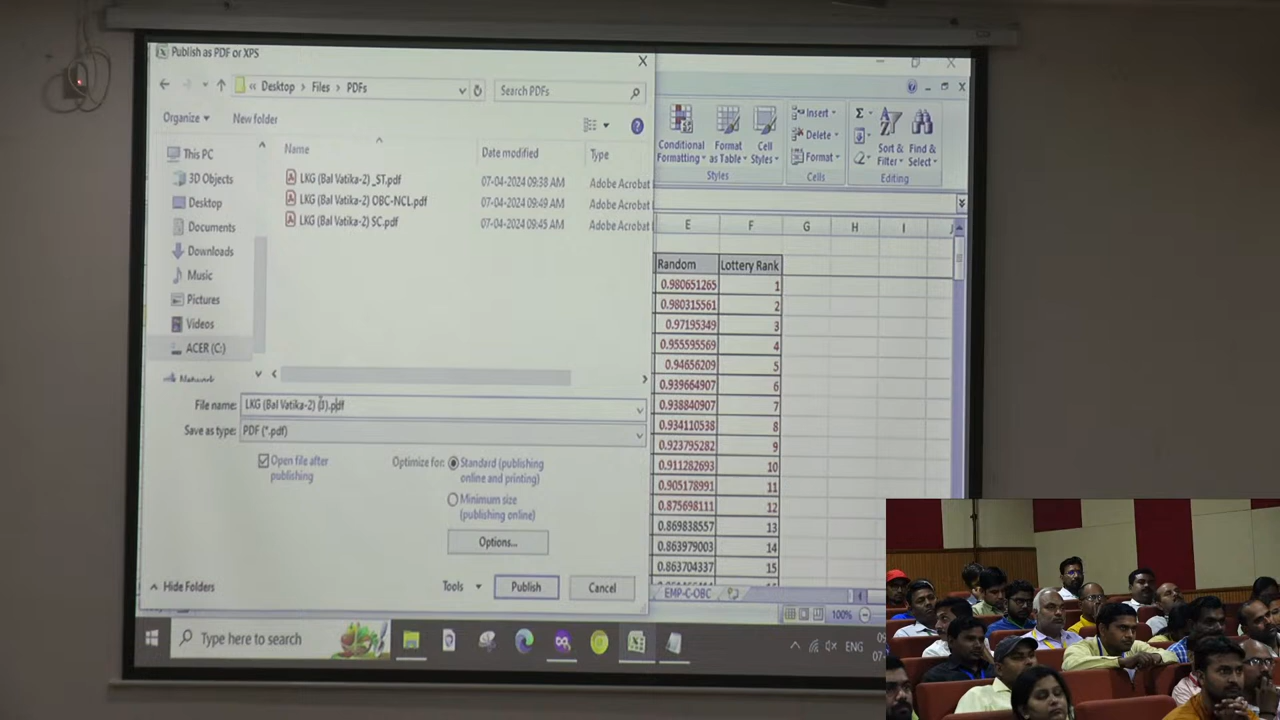 Publish as PDF or XPS
Desktop > Files > PDFs
Search PDFs
Organize
New folder
Name
Date modified
Type
LKG (Bal Vatika-2) _ST.pdf
07-04-2024 09:38 AM
Adobe Acrobat
LKG (Bal Vatika-2) OBC-NCL.pdf
07-04-2024 09:49 AM
Adobe Acrobat
LKG (Bal Vatika-2) SC.pdf
07-04-2024 09:45 AM
Adobe Acrobat
This PC
3D Objects
Desktop
Documents
Downloads
Music
Pictures
Videos
ACER (C:)
Network
File name:
LKG (Bal Vatika-2)
Save as type:
PDF (*.pdf)
Open file after publishing
Optimize for:
Standard (publishing online and printing)
Minimum size (publishing online)
Options...
Hide Folders
Tools
Publish
Cancel
Conditional Formatting
Format as Table
Cell Styles
Styles
Insert
Delete
Format
Cells
Σ
Sort & Filter
Find & Select
Editing
E F G H I
Random Lottery Rank
0.980651265 1
0.980315561 2
0.97195349 3
0.955595569 4
0.94656209 5
0.939664907 6
0.938840907 7
0.934110538 8
0.923795282 9
0.911282693 10
0.905178991 11
0.875698111 12
0.869838557 13
0.863979003 14
0.863704337 15
EMP-C-OBC
100%
Type here to search
ENG